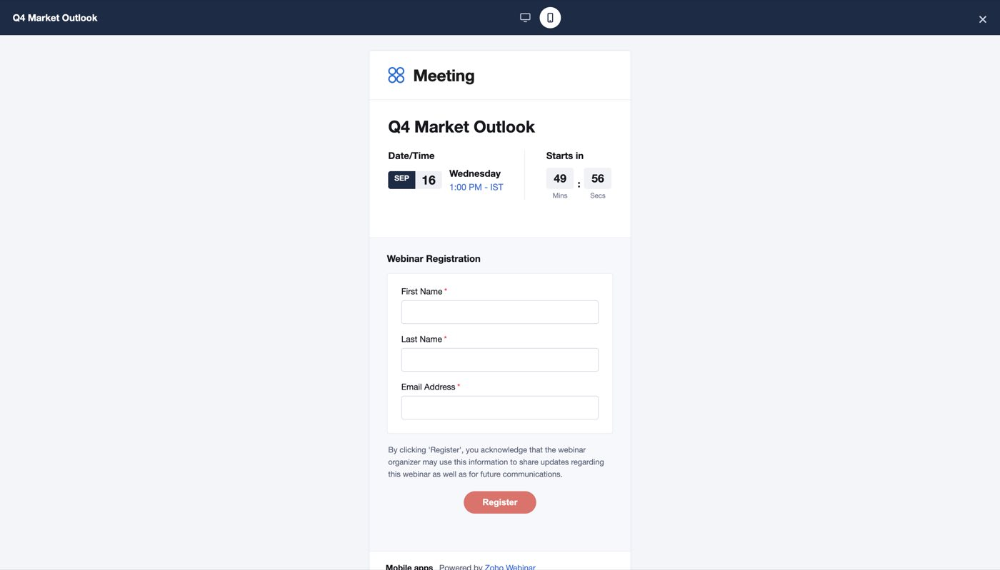 Q4 Market Outlook
Meeting
Q4 Market Outlook
Date/Time
SEP 16
Wednesday
1:00 PM - IST
Starts in
49 : 56
Mins Secs
Webinar Registration
First Name *
Last Name *
Email Address *
By clicking 'Register', you acknowledge that the webinar
organizer may use this information to share updates regarding
this webinar as well as for future communications.
Register
Mobile apps Powered by Zoho Webinar